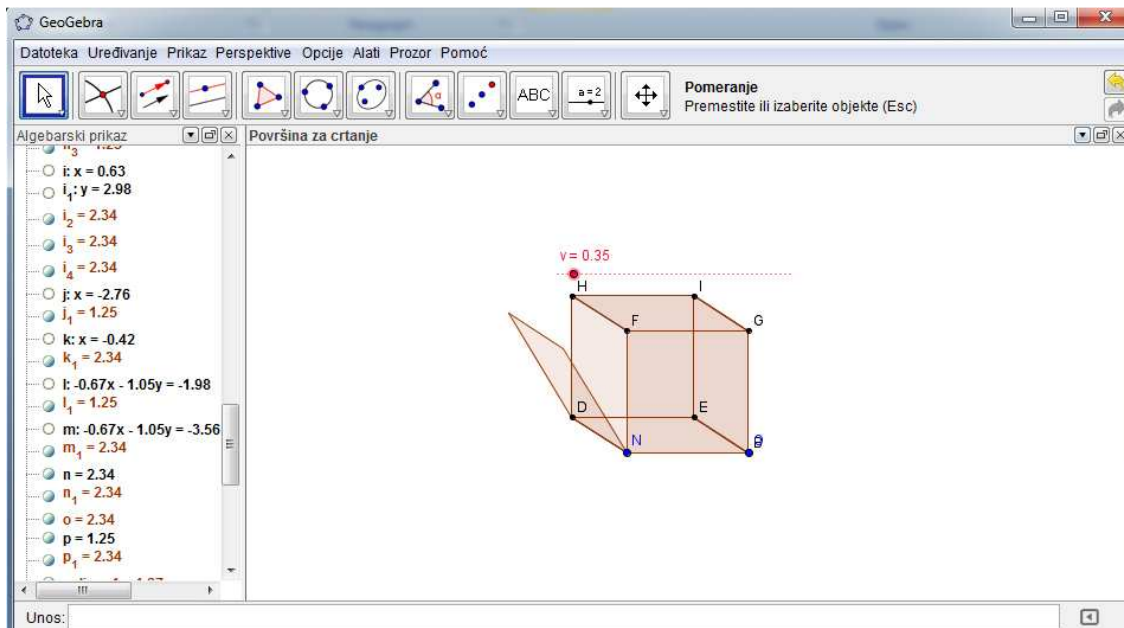 GeoGebra
Datoteka Uređivanje Prikaz Perspektive Opcije Alati Prozor Pomoć
ABC
a = 2
α
Pomeranje
Premestite ili izaberite objekte (Esc)
Algebarski prikaz
Površina za crtanje
i: x = 0.63
i₁: y = 2.98
i₂ = 2.34
i₃ = 2.34
i₄ = 2.34
j: x = -2.76
j₁ = 1.25
k: x = -0.42
k₁ = 2.34
l: -0.67x - 1.05y = -1.98
l₁ = 1.25
m: -0.67x - 1.05y = -3.56
m₁ = 2.34
n = 2.34
n₁ = 2.34
o = 2.34
p = 1.25
p₁ = 2.34
v = 0.35
H I
F G
D E
N
Unos: